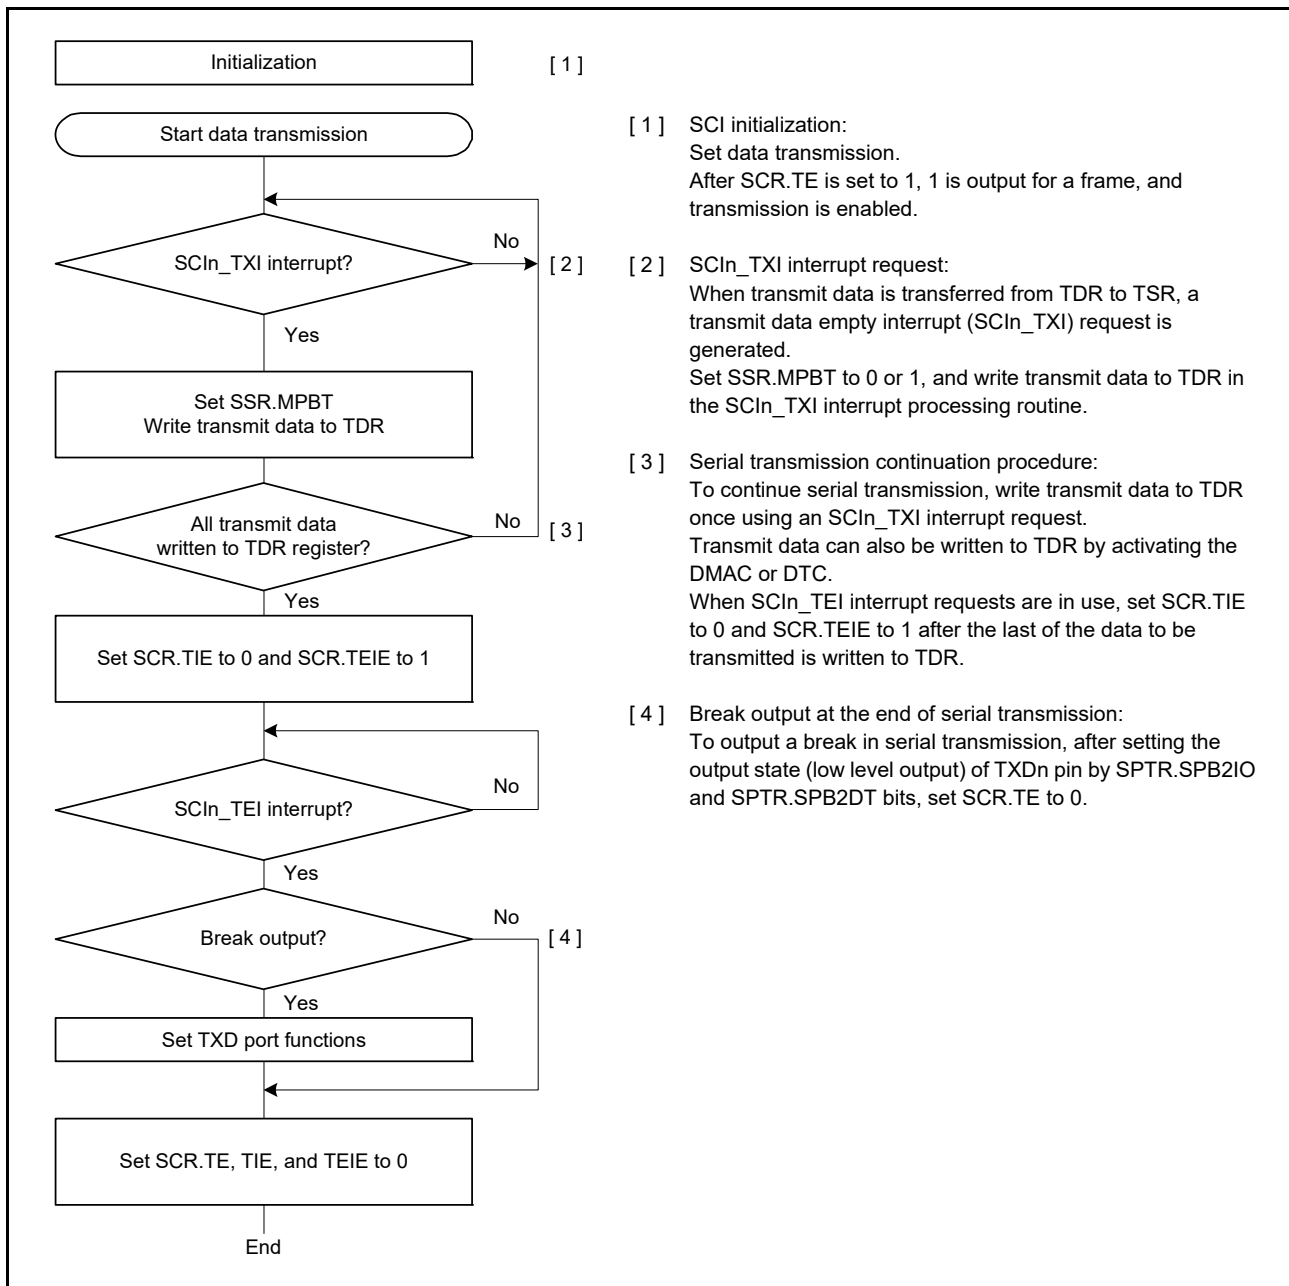 Initialization
[ 1 ]
Start data transmission
SCIn_TXI interrupt?
No
[ 2 ]
Yes
Set SSR.MPBT
Write transmit data to TDR
All transmit data
written to TDR register?
No
[ 3 ]
Yes
Set SCR.TIE to 0 and SCR.TEIE to 1
SCIn_TEI interrupt?
No
Yes
Break output?
No
[ 4 ]
Yes
Set TXD port functions
Set SCR.TE, TIE, and TEIE to 0
End
[ 1 ] SCI initialization:
Set data transmission.
After SCR.TE is set to 1, 1 is output for a frame, and
transmission is enabled.
[ 2 ] SCIn_TXI interrupt request:
When transmit data is transferred from TDR to TSR, a
transmit data empty interrupt (SCIn_TXI) request is
generated.
Set SSR.MPBT to 0 or 1, and write transmit data to TDR in
the SCIn_TXI interrupt processing routine.
[ 3 ] Serial transmission continuation procedure:
To continue serial transmission, write transmit data to TDR
once using an SCIn_TXI interrupt request.
Transmit data can also be written to TDR by activating the
DMAC or DTC.
When SCIn_TEI interrupt requests are in use, set SCR.TIE
to 0 and SCR.TEIE to 1 after the last of the data to be
transmitted is written to TDR.
[ 4 ] Break output at the end of serial transmission:
To output a break in serial transmission, after setting the
output state (low level output) of TXDn pin by SPTR.SPB2IO
and SPTR.SPB2DT bits, set SCR.TE to 0.